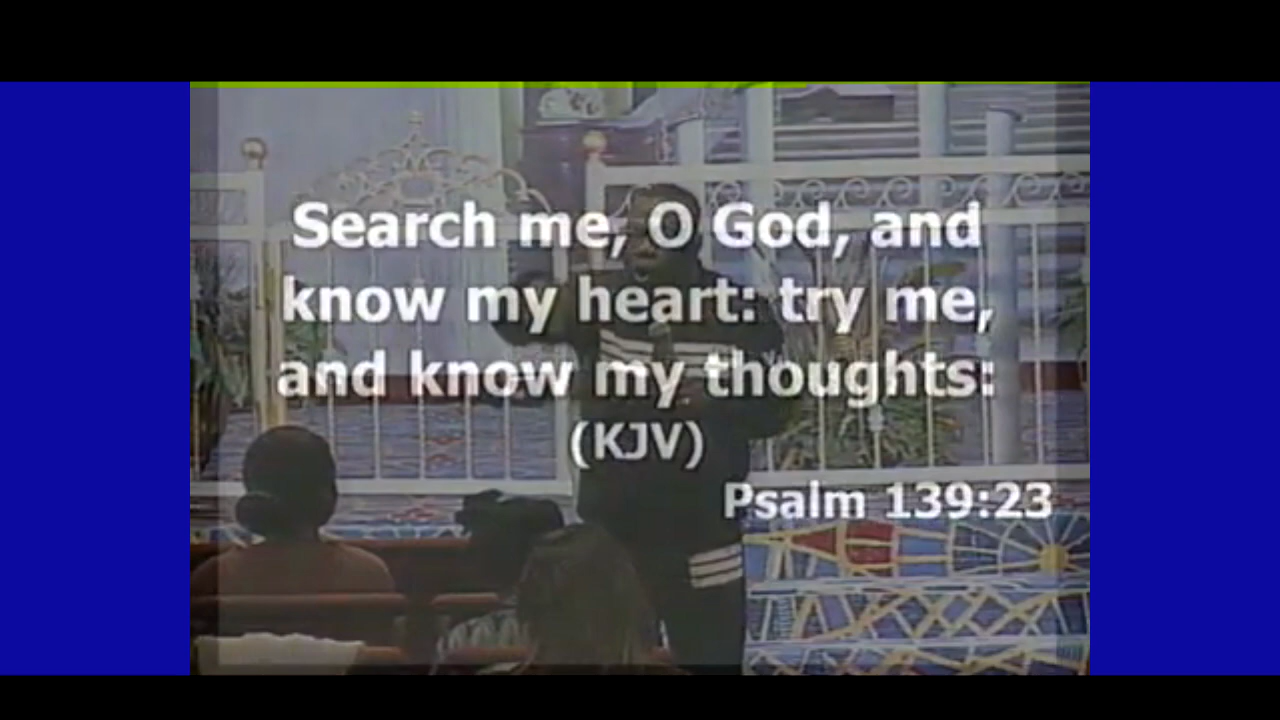 Search me, O God, and
know my heart: try me,
and know my thoughts:
(KJV)
Psalm 139:23